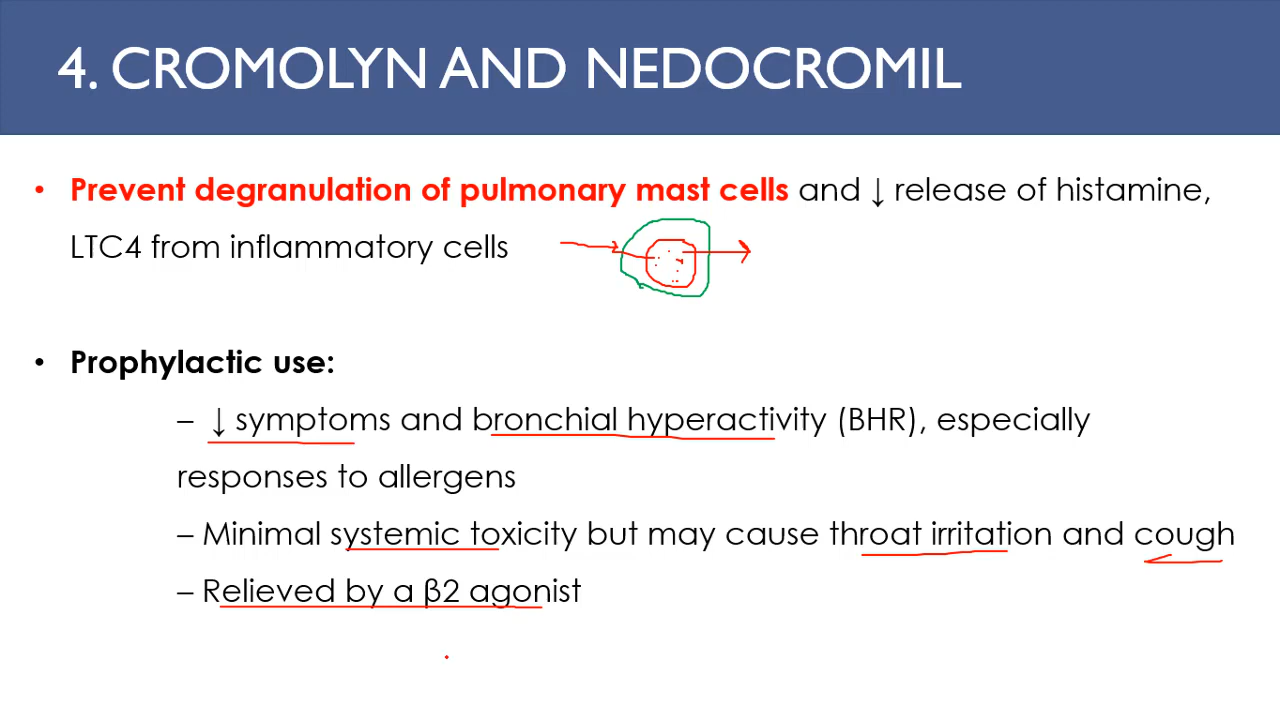 4. CROMOLYN AND NEDOCROMIL
• Prevent degranulation of pulmonary mast cells and ↓ release of histamine,
LTC4 from inflammatory cells
• Prophylactic use:
– ↓ symptoms and bronchial hyperactivity (BHR), especially
responses to allergens
– Minimal systemic toxicity but may cause throat irritation and cough
– Relieved by a β2 agonist